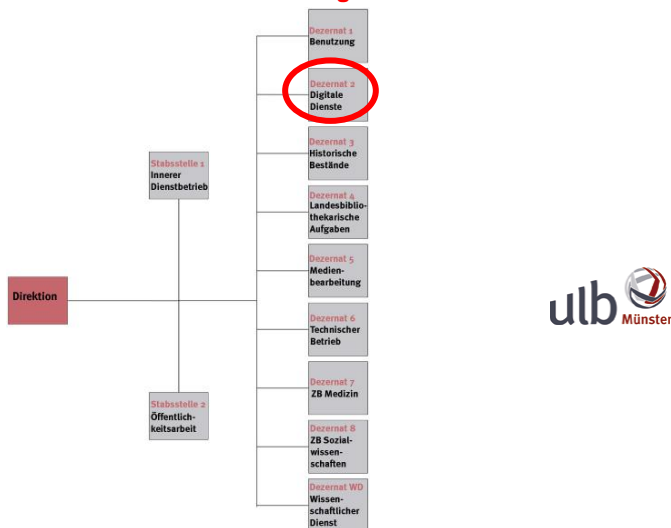 Dezernat 1
Benutzung
Dezernat 2
Digitale
Dienste
Dezernat 3
Historische
Bestände
Stabsstelle 1
Innerer
Dienstbetrieb
Dezernat 4
Landesbiblio-
thekarische
Aufgaben
Dezernat 5
Medien-
bearbeitung
Direktion
ulb Münster
Dezernat 6
Technischer
Betrieb
Dezernat 7
ZB Medizin
Stabsstelle 2
Öffentlich-
keitsarbeit
Dezernat 8
ZB Sozial-
wissen-
schaften
Dezernat WD
Wissen-
schaftlicher
Dienst